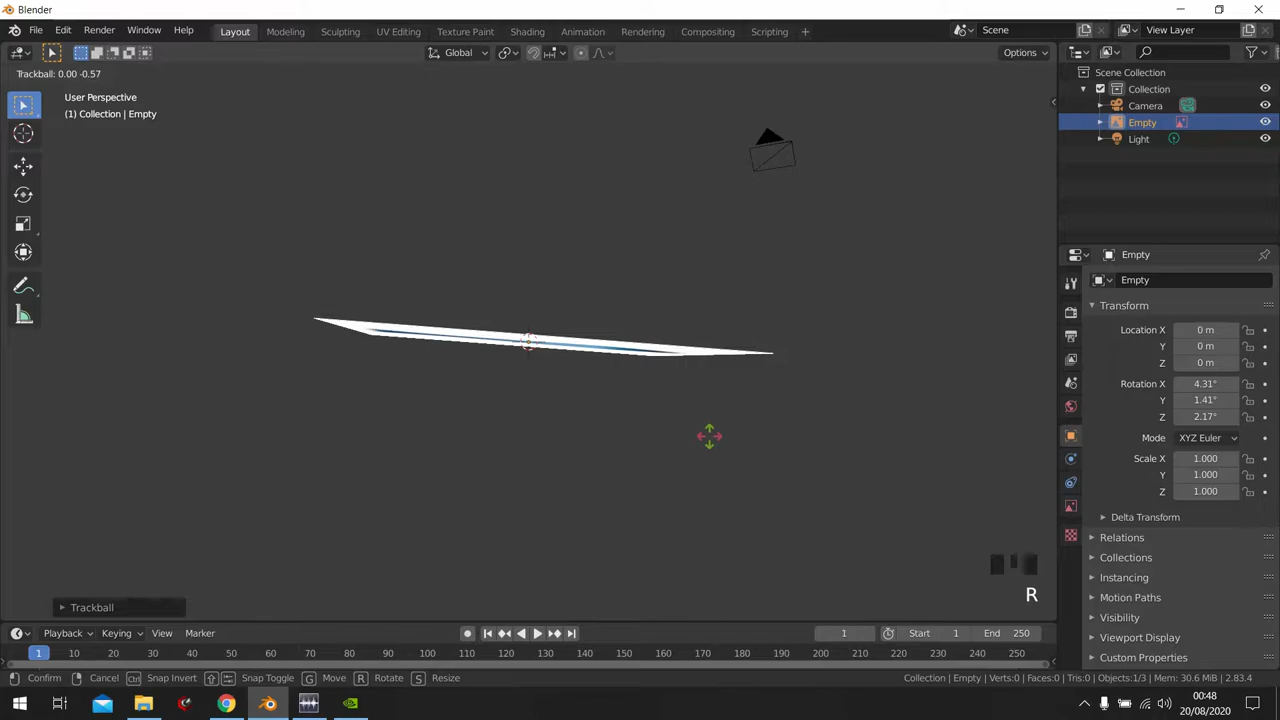 Blender
File Edit Render Window Help
Layout Modeling Sculpting UV Editing Texture Paint Shading Animation Rendering Compositing Scripting +
Scene
View Layer
Global
Options
Trackball: 0.00 -0.57
User Perspective
(1) Collection | Empty
Scene Collection
Collection
Camera
Empty
Light
Empty
Empty
Transform
Location X 0 m
Y 0 m
Z 0 m
Rotation X 4.31°
Y 1.41°
Z 2.17°
Mode XYZ Euler
Scale X 1.000
Y 1.000
Z 1.000
Delta Transform
Relations
Collections
Instancing
Motion Paths
Visibility
Viewport Display
Custom Properties
R
Trackball
Playback Keying View Marker
1 Start 1 End 250
1 10 20 30 40 50 60 70 80 90 100 110 120 130 140 150 160 170 180 190 200 210 220 230 240 250
Confirm Cancel Ctrl Snap Invert Snap Toggle G Move R Rotate S Resize
Collection | Empty | Verts:0 | Faces:0 | Tris:0 | Objects:1/3 | Mem: 30.6 MiB | 2.83.4
00:48
20/08/2020